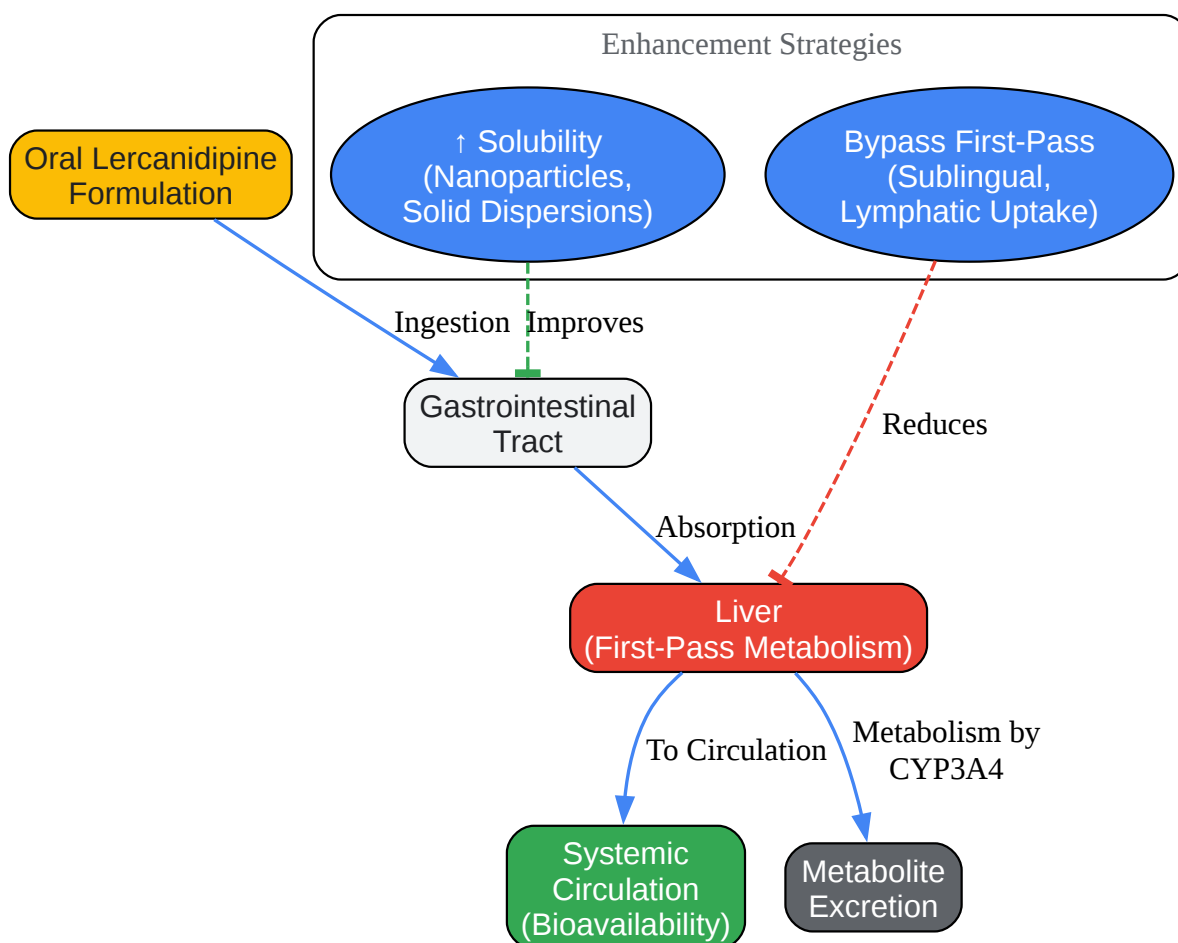 Enhancement Strategies
Oral Lercanidipine
Formulation
↑ Solubility
(Nanoparticles,
Solid Dispersions)
Bypass First-Pass
(Sublingual,
Lymphatic Uptake)
Ingestion
Improves
Gastrointestinal
Tract
Reduces
Absorption
Liver
(First-Pass Metabolism)
To Circulation
Metabolism by
CYP3A4
Systemic
Circulation
(Bioavailability)
Metabolite
Excretion